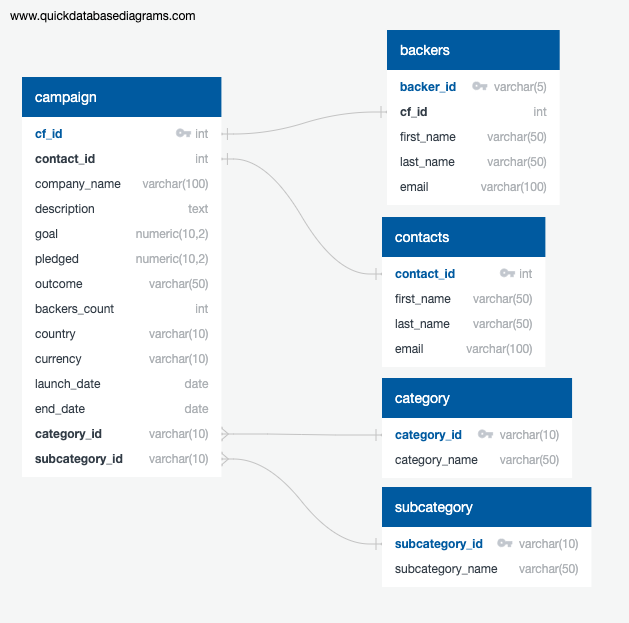 www.quickdatabasediagrams.com
campaign
cf_id int
contact_id int
company_name varchar(100)
description text
goal numeric(10,2)
pledged numeric(10,2)
outcome varchar(50)
backers_count int
country varchar(10)
currency varchar(10)
launch_date date
end_date date
category_id varchar(10)
subcategory_id varchar(10)
backers
backer_id varchar(5)
cf_id int
first_name varchar(50)
last_name varchar(50)
email varchar(100)
contacts
contact_id int
first_name varchar(50)
last_name varchar(50)
email varchar(100)
category
category_id varchar(10)
category_name varchar(50)
subcategory
subcategory_id varchar(10)
subcategory_name varchar(50)